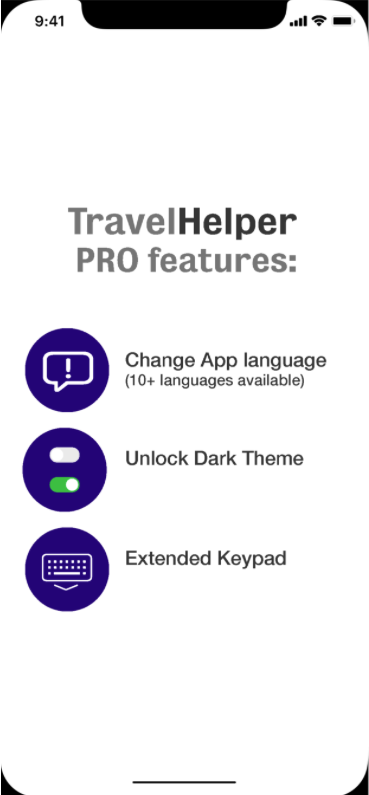 9:41
TravelHelper
PRO features:
Change App language
(10+ languages available)
Unlock Dark Theme
Extended Keypad